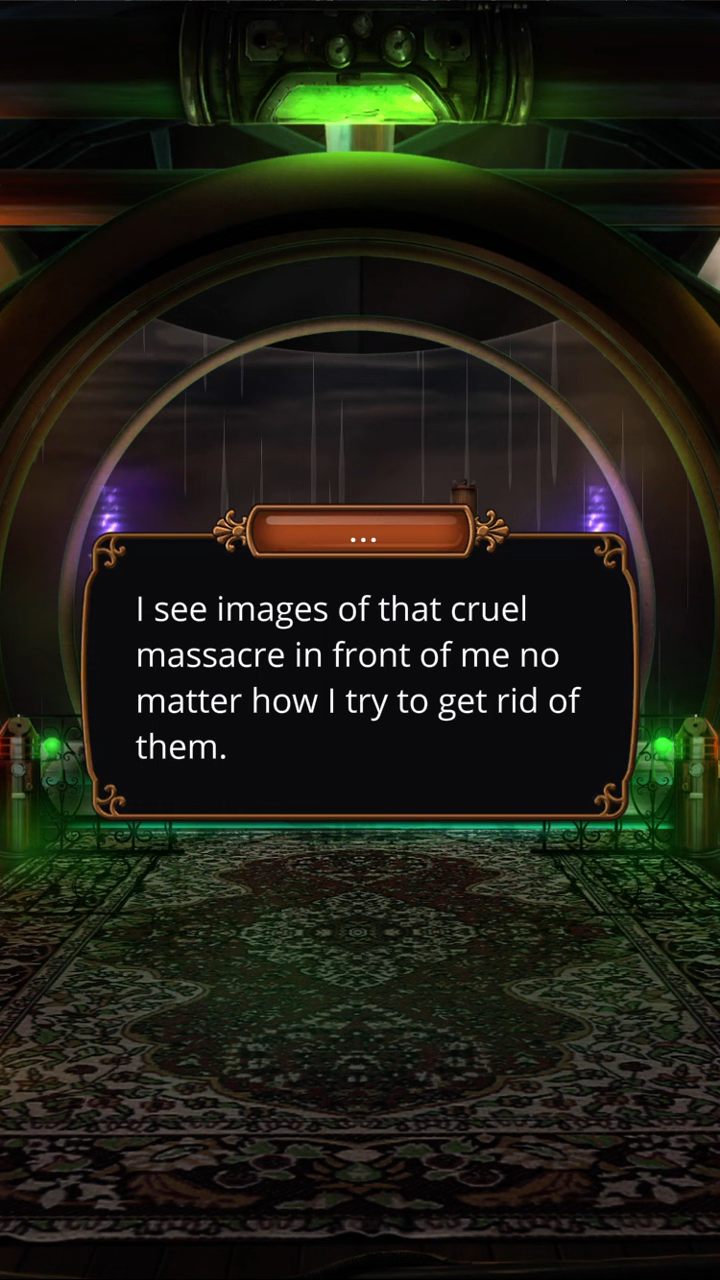 ...
I see images of that cruel
massacre in front of me no
matter how I try to get rid of
them.